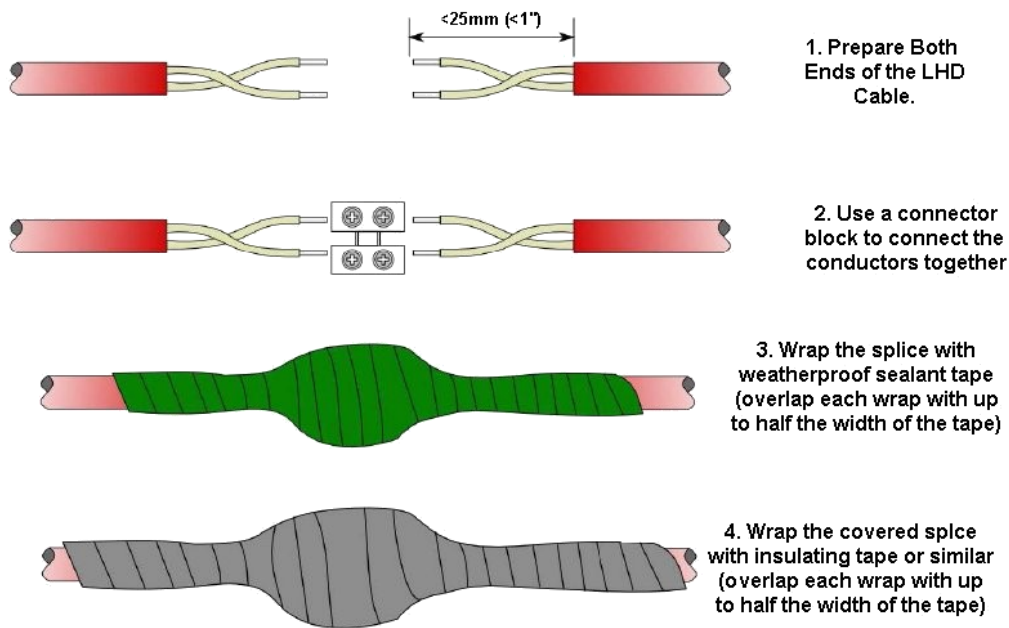 <25mm (<1")
1. Prepare Both
Ends of the LHD
Cable.
2. Use a connector
block to connect the
conductors together
3. Wrap the splice with
weatherproof sealant tape
(overlap each wrap with up
to half the width of the tape)
4. Wrap the covered splce
with insulating tape or similar
(overlap each wrap with up
to half the width of the tape)